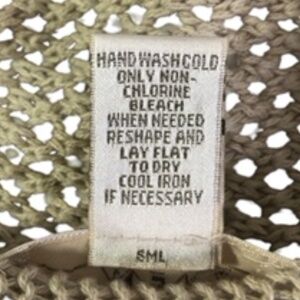 HAND WASH COLD
ONLY NON-
CHLORINE
BLEACH
WHEN NEEDED
RESHAPE AND
LAY FLAT
TO DRY
COOL IRON
IF NECESSARY
SML